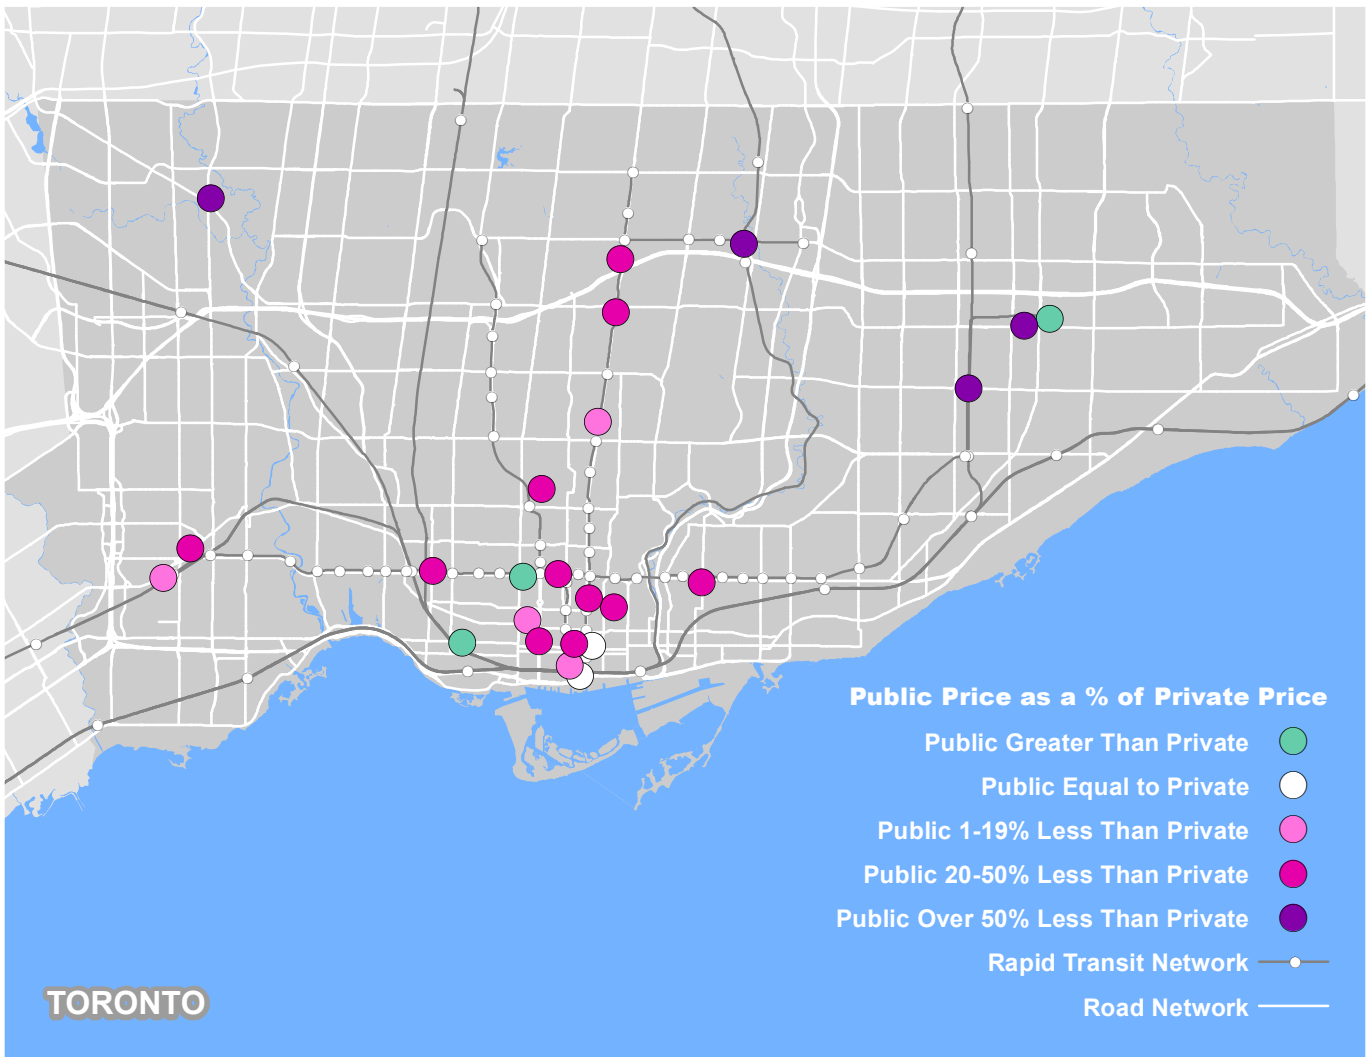 Public Price as a % of Private Price
Public Greater Than Private
Public Equal to Private
Public 1-19% Less Than Private
Public 20-50% Less Than Private
Public Over 50% Less Than Private
Rapid Transit Network
Road Network
TORONTO